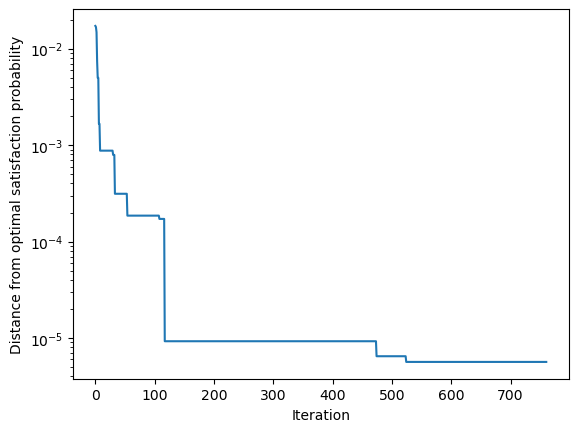 Distance from optimal satisfaction probability
10⁻²
10⁻³
10⁻⁴
10⁻⁵
0 100 200 300 400 500 600 700
Iteration